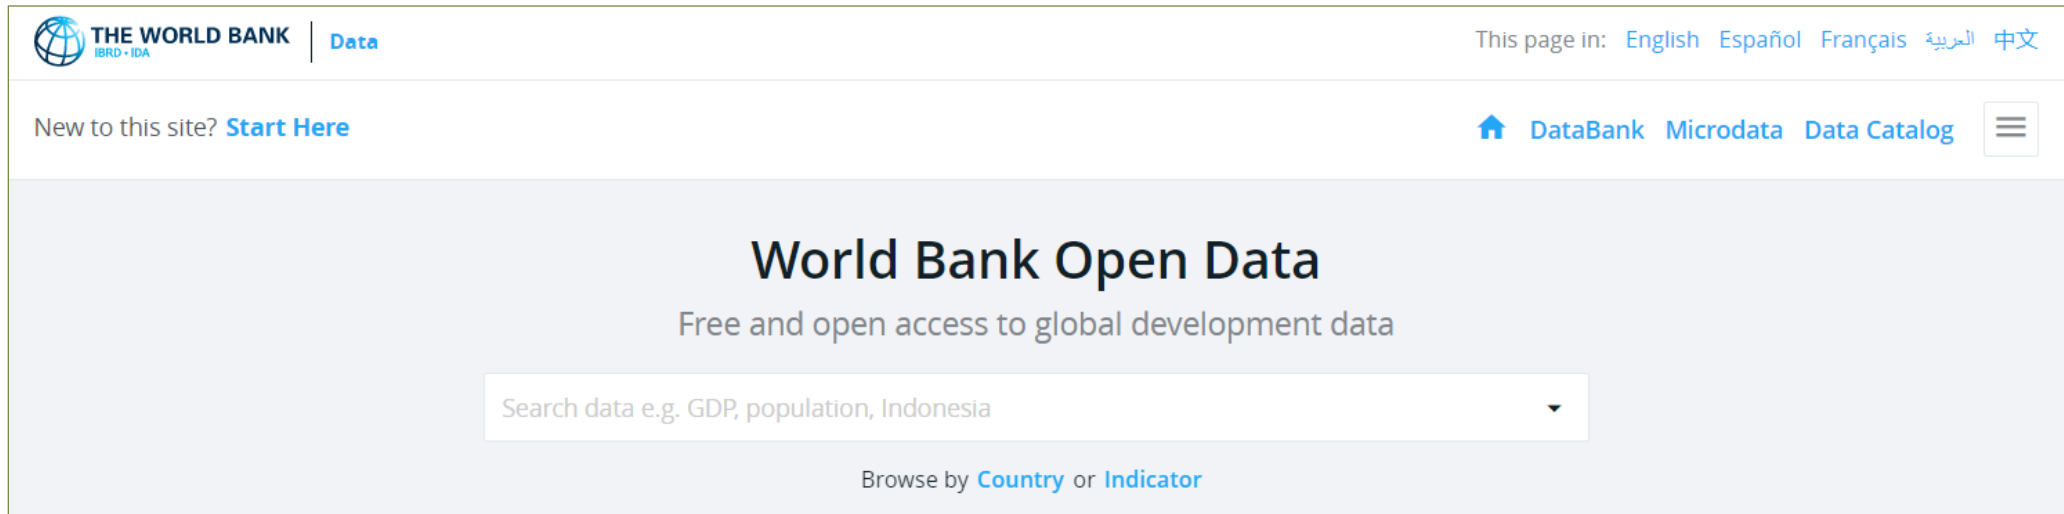 THE WORLD BANK
IBRD • IDA
Data
This page in: English Español Français العربية 中文
New to this site? Start Here
DataBank Microdata Data Catalog
World Bank Open Data
Free and open access to global development data
Search data e.g. GDP, population, Indonesia
Browse by Country or Indicator